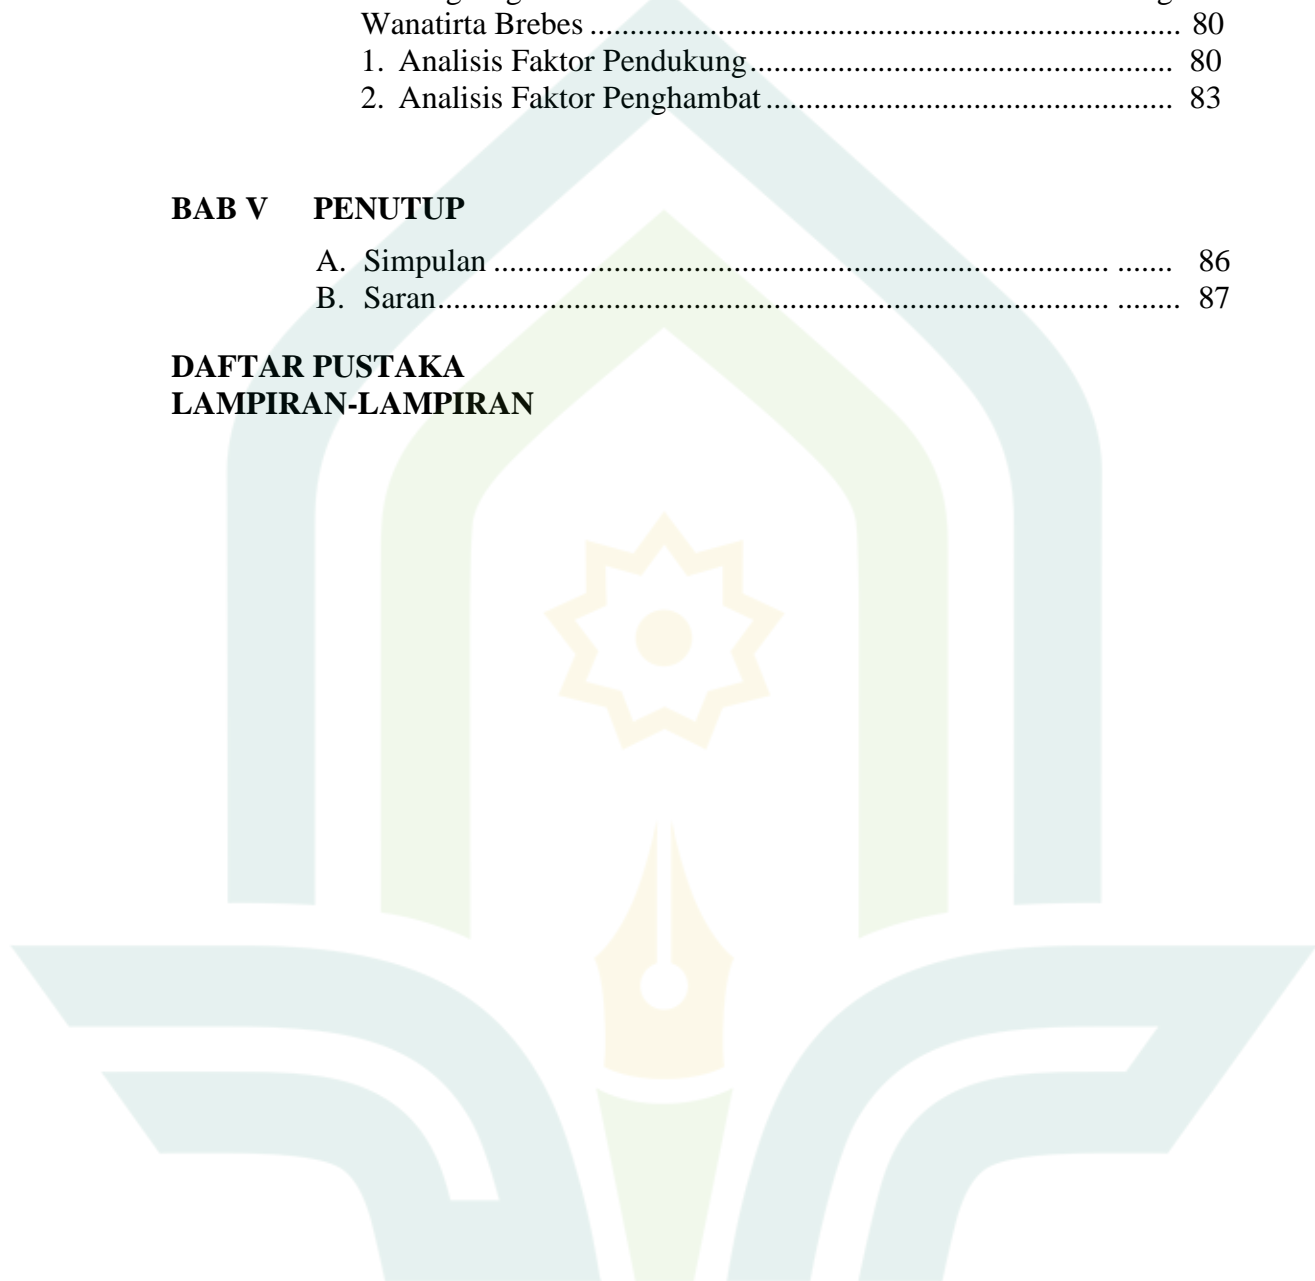 Wanatirta Brebes .......................................................................... 80
1. Analisis Faktor Pendukung..................................................... 80
2. Analisis Faktor Penghambat................................................... 83
BAB V PENUTUP
A. Simpulan ............................................................................. ....... 86
B. Saran.................................................................................... ........ 87
DAFTAR PUSTAKA
LAMPIRAN-LAMPIRAN